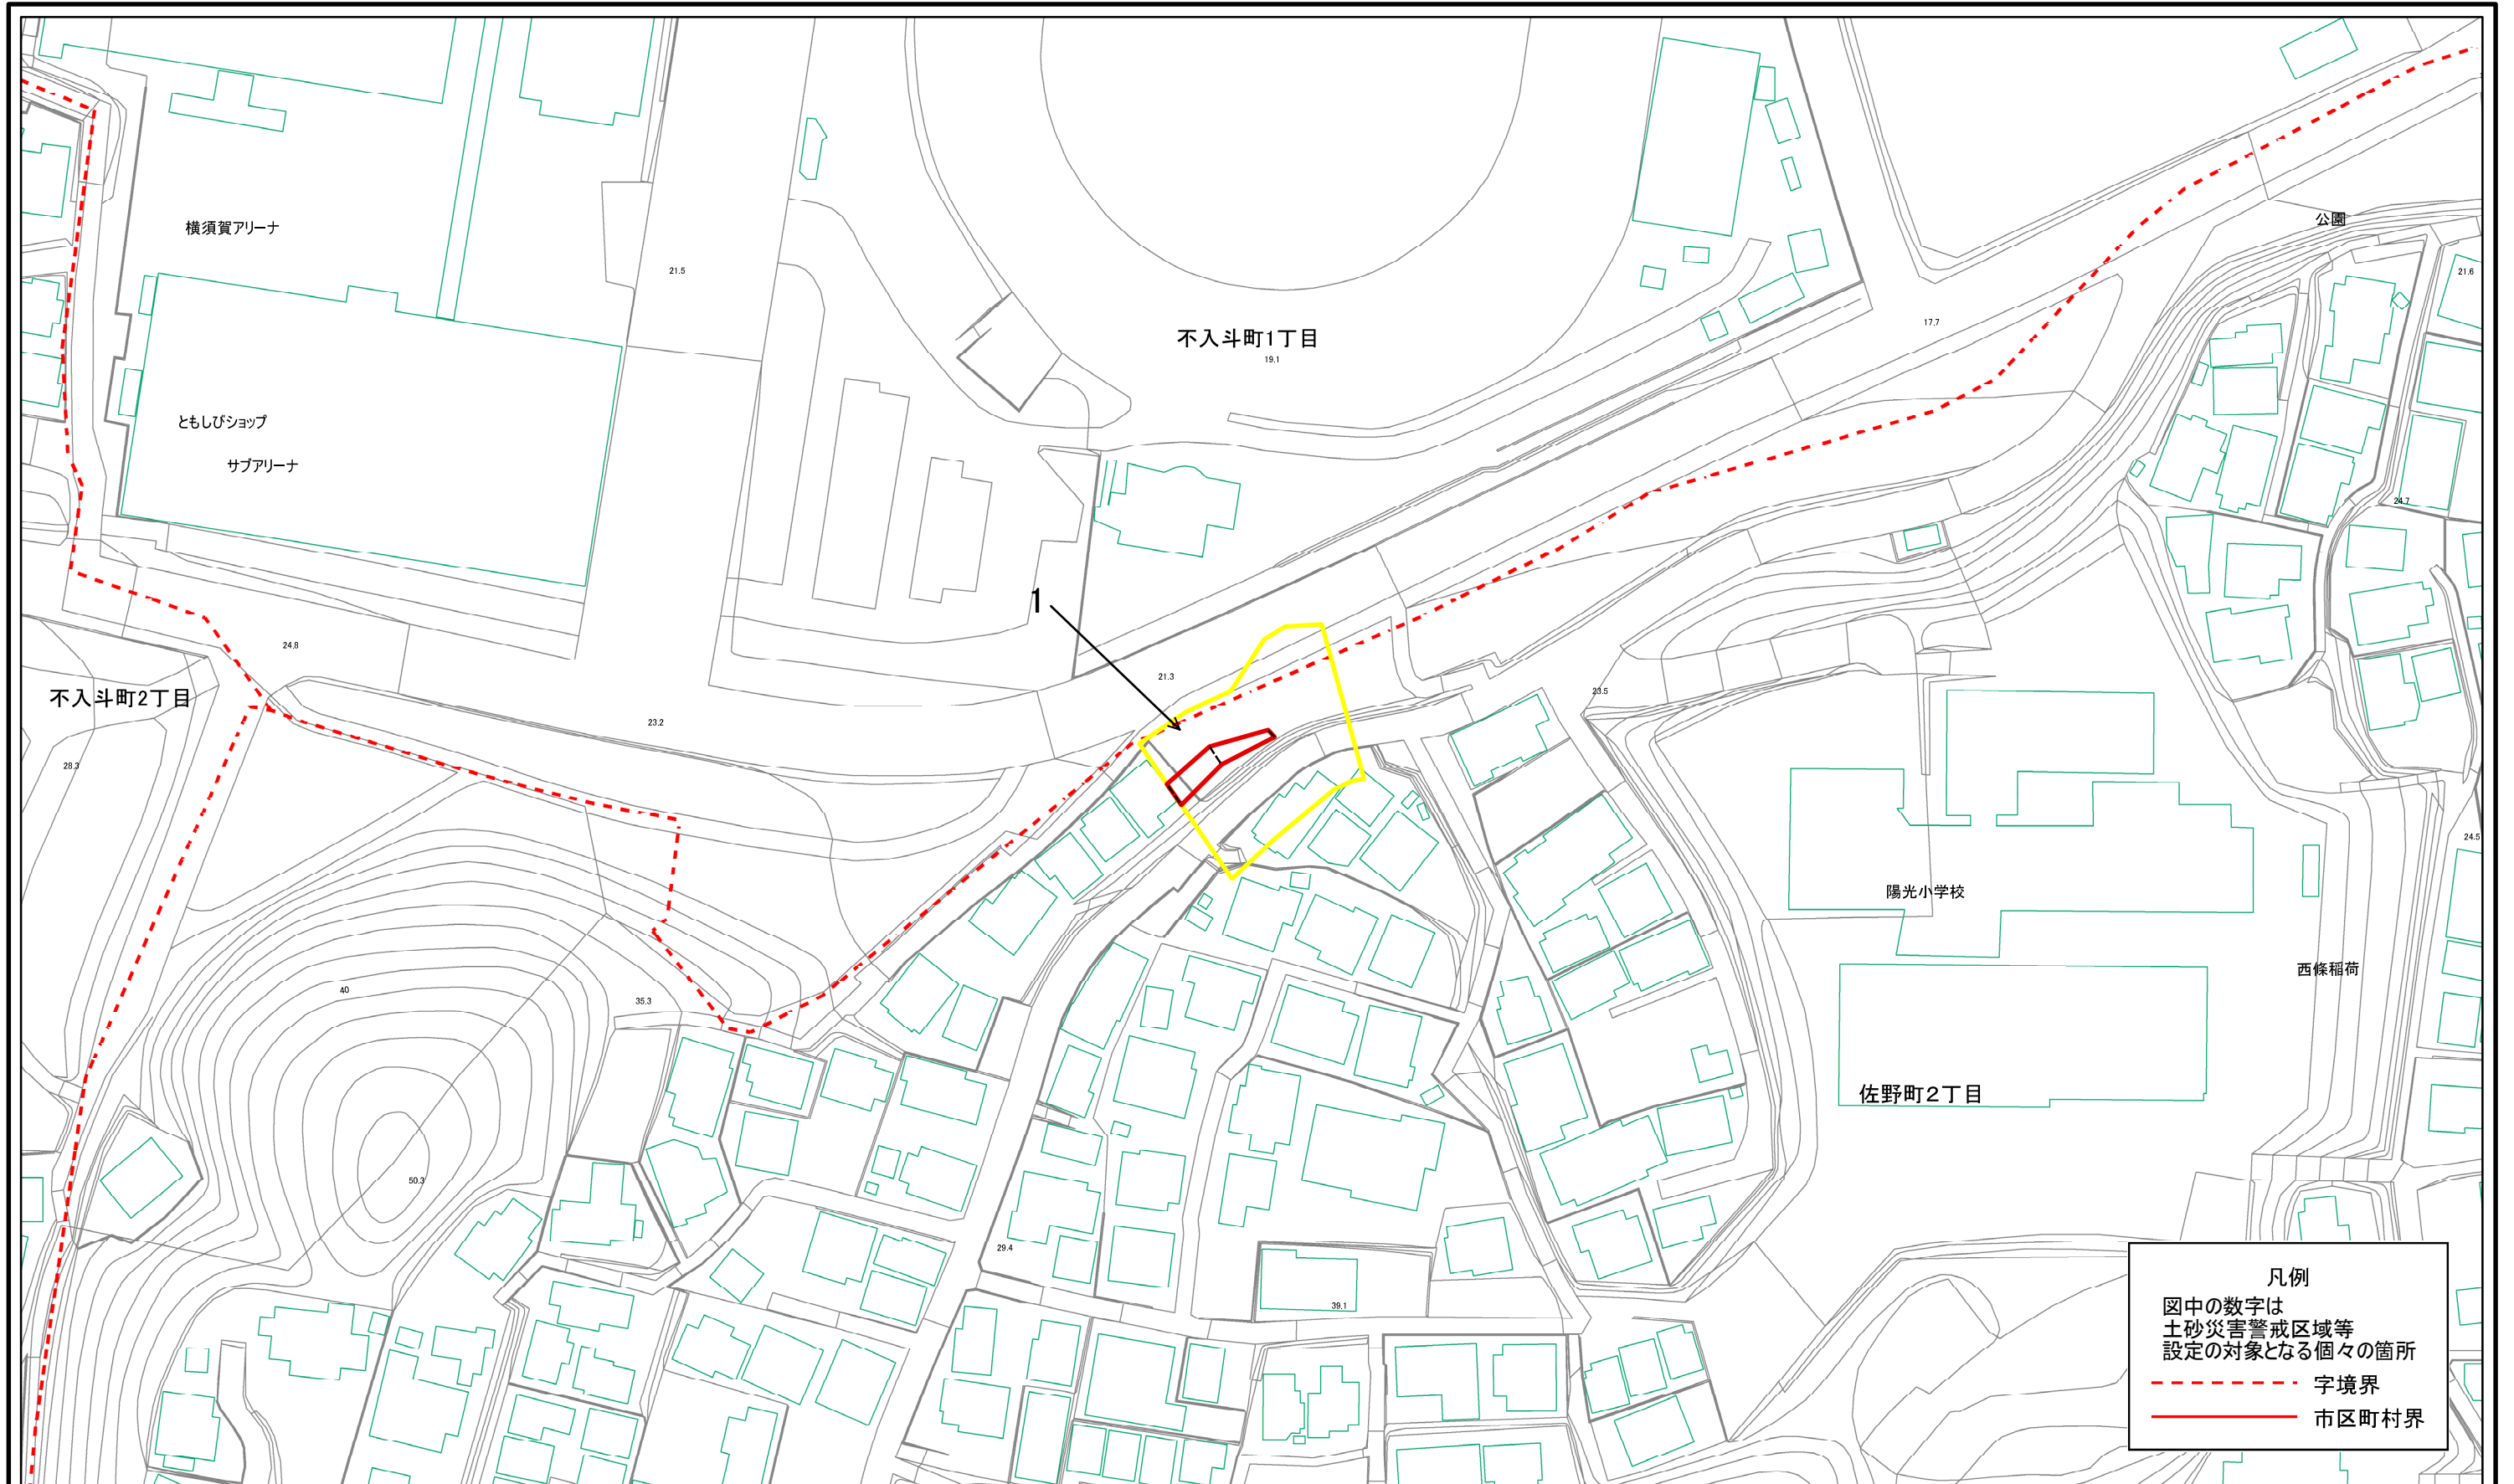 横須賀アリーナ
公園
21.5
21.6
17.7
不入斗町1丁目
19.1
ともしびショップ
サブアリーナ
24.7
1
24.8
21.3
不入斗町2丁目
23.5
23.2
28.3
24.5
陽光小学校
西條稲荷
40
35.3
佐野町2丁目
50.3
29.4
39.1
凡例
図中の数字は
土砂災害警戒区域等
設定の対象となる個々の箇所
字境界
市区町村界